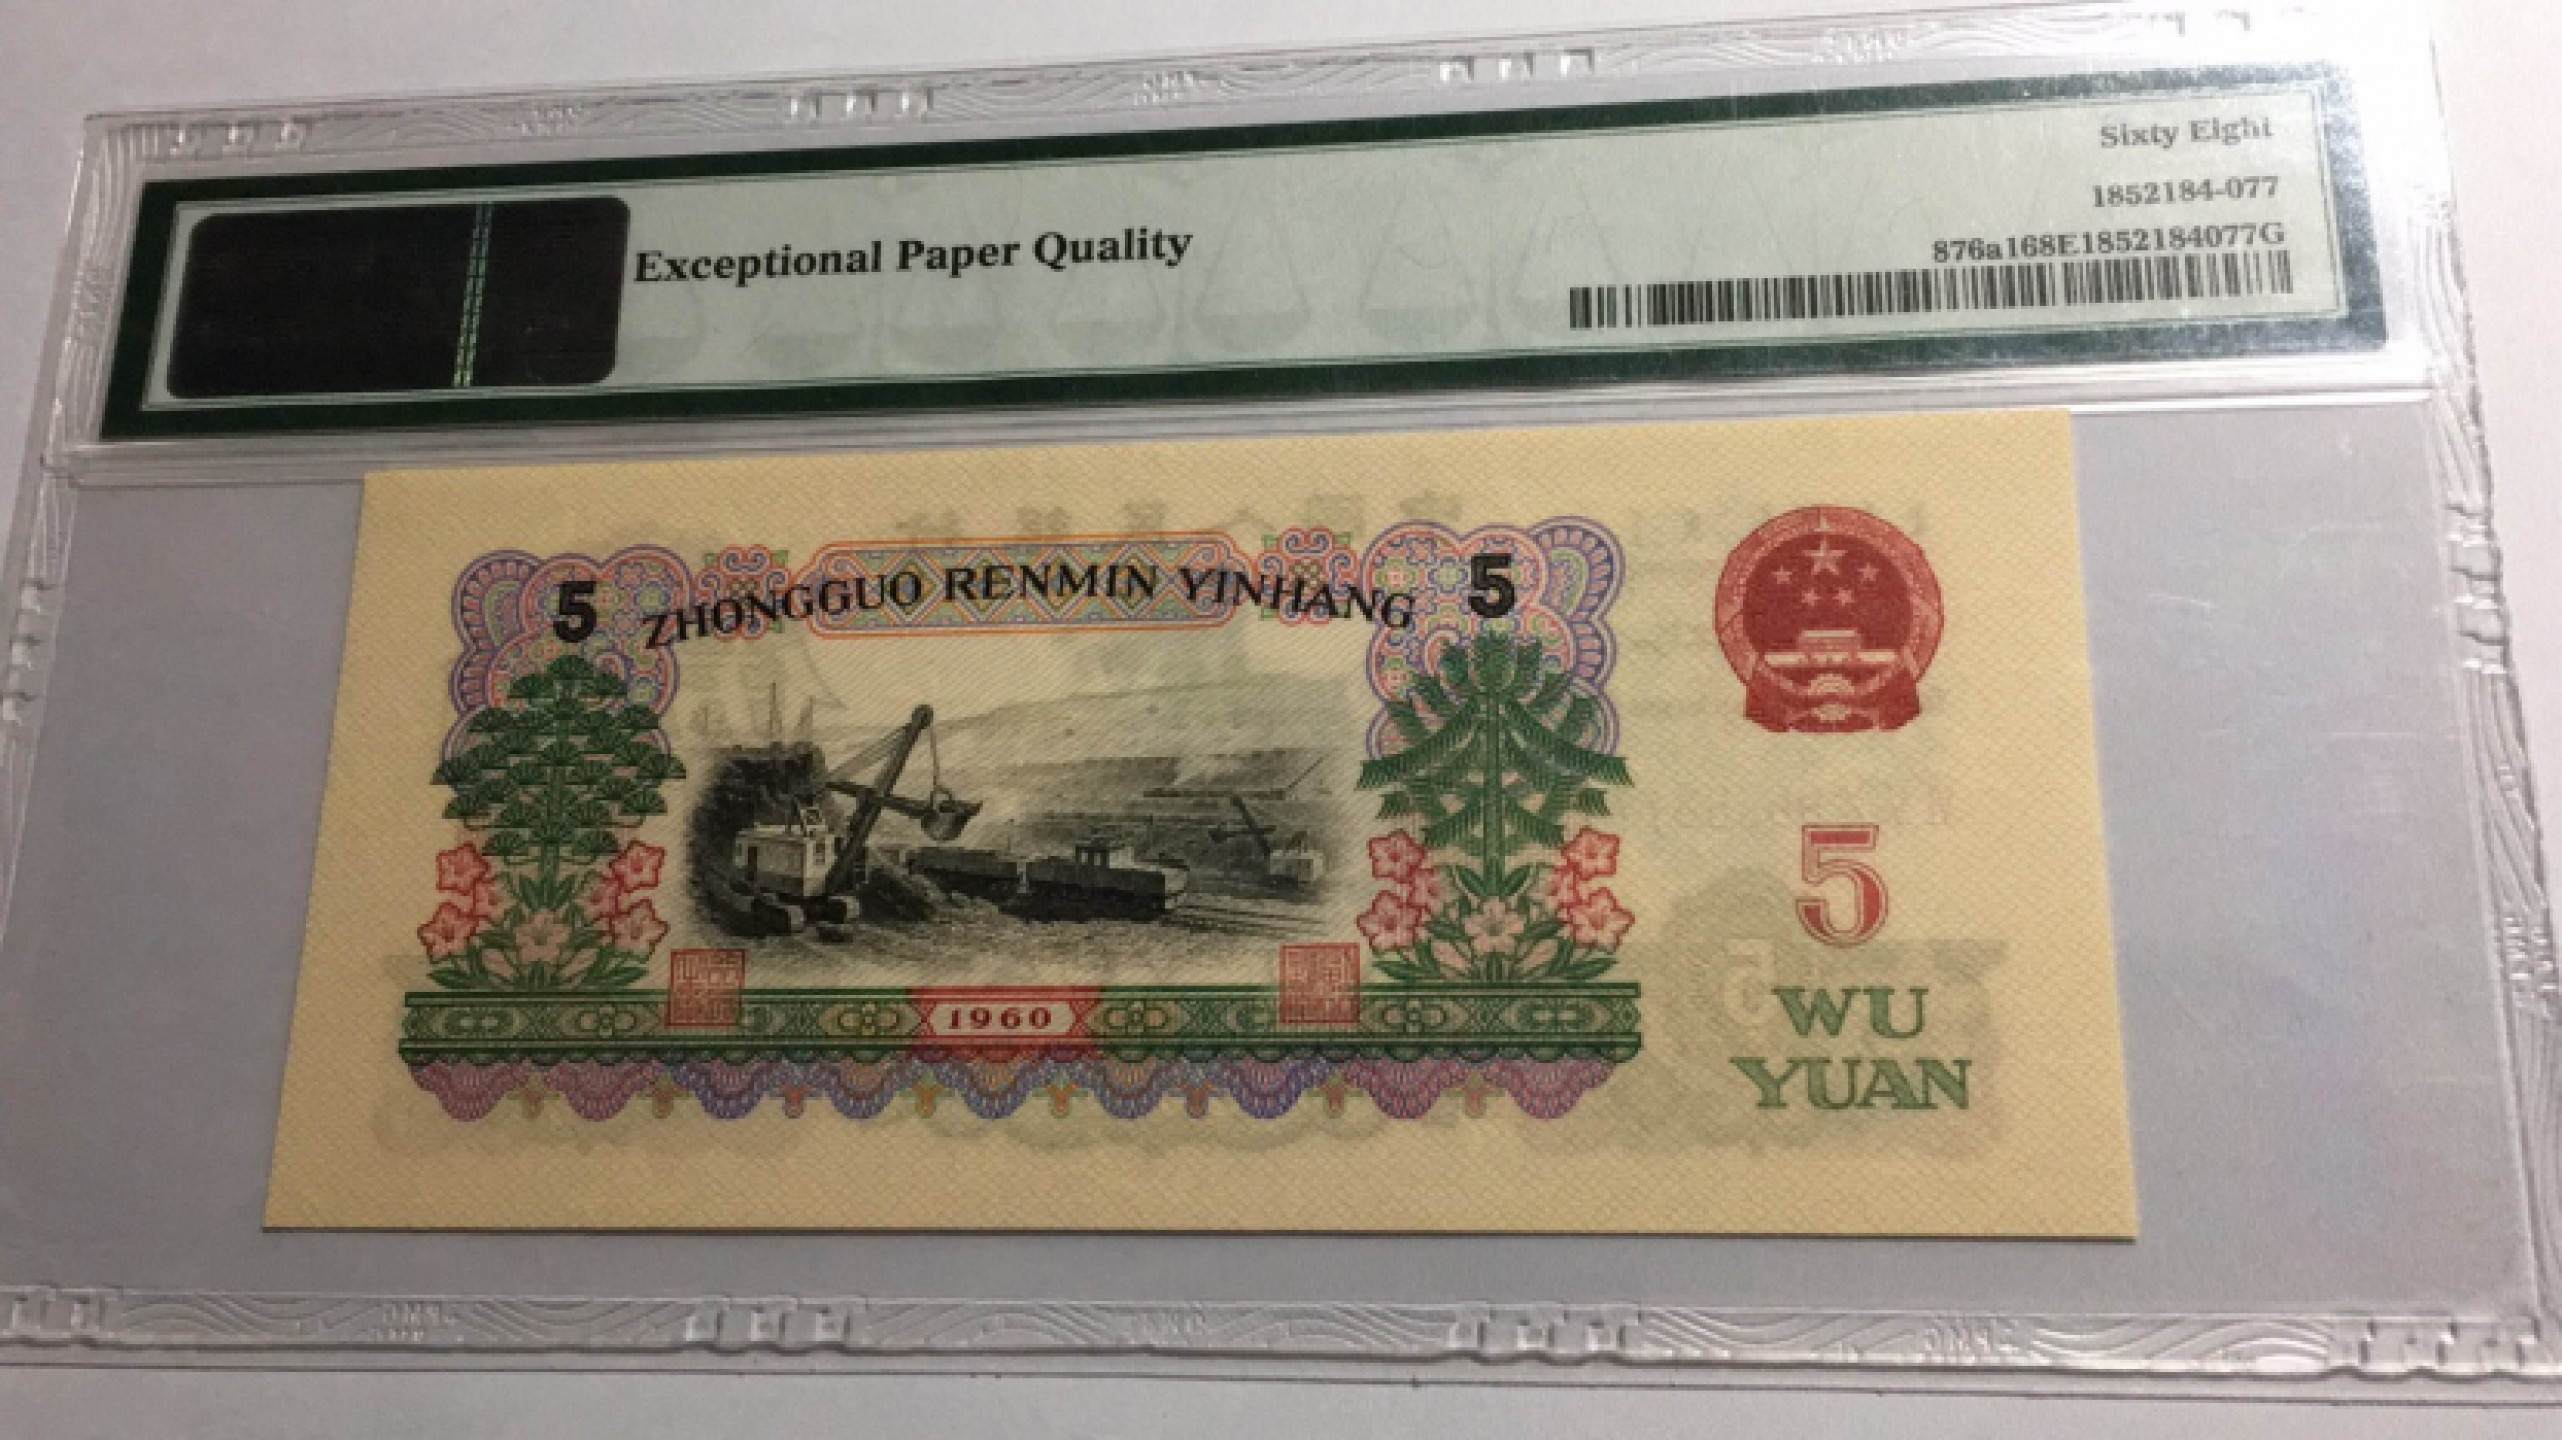 Sixty Eight
1852184-077
Exceptional Paper Quality
876a168E1852184077G
5 ZHONGGUO RENMIN YINHANG 5
5
1960
WU
YUAN